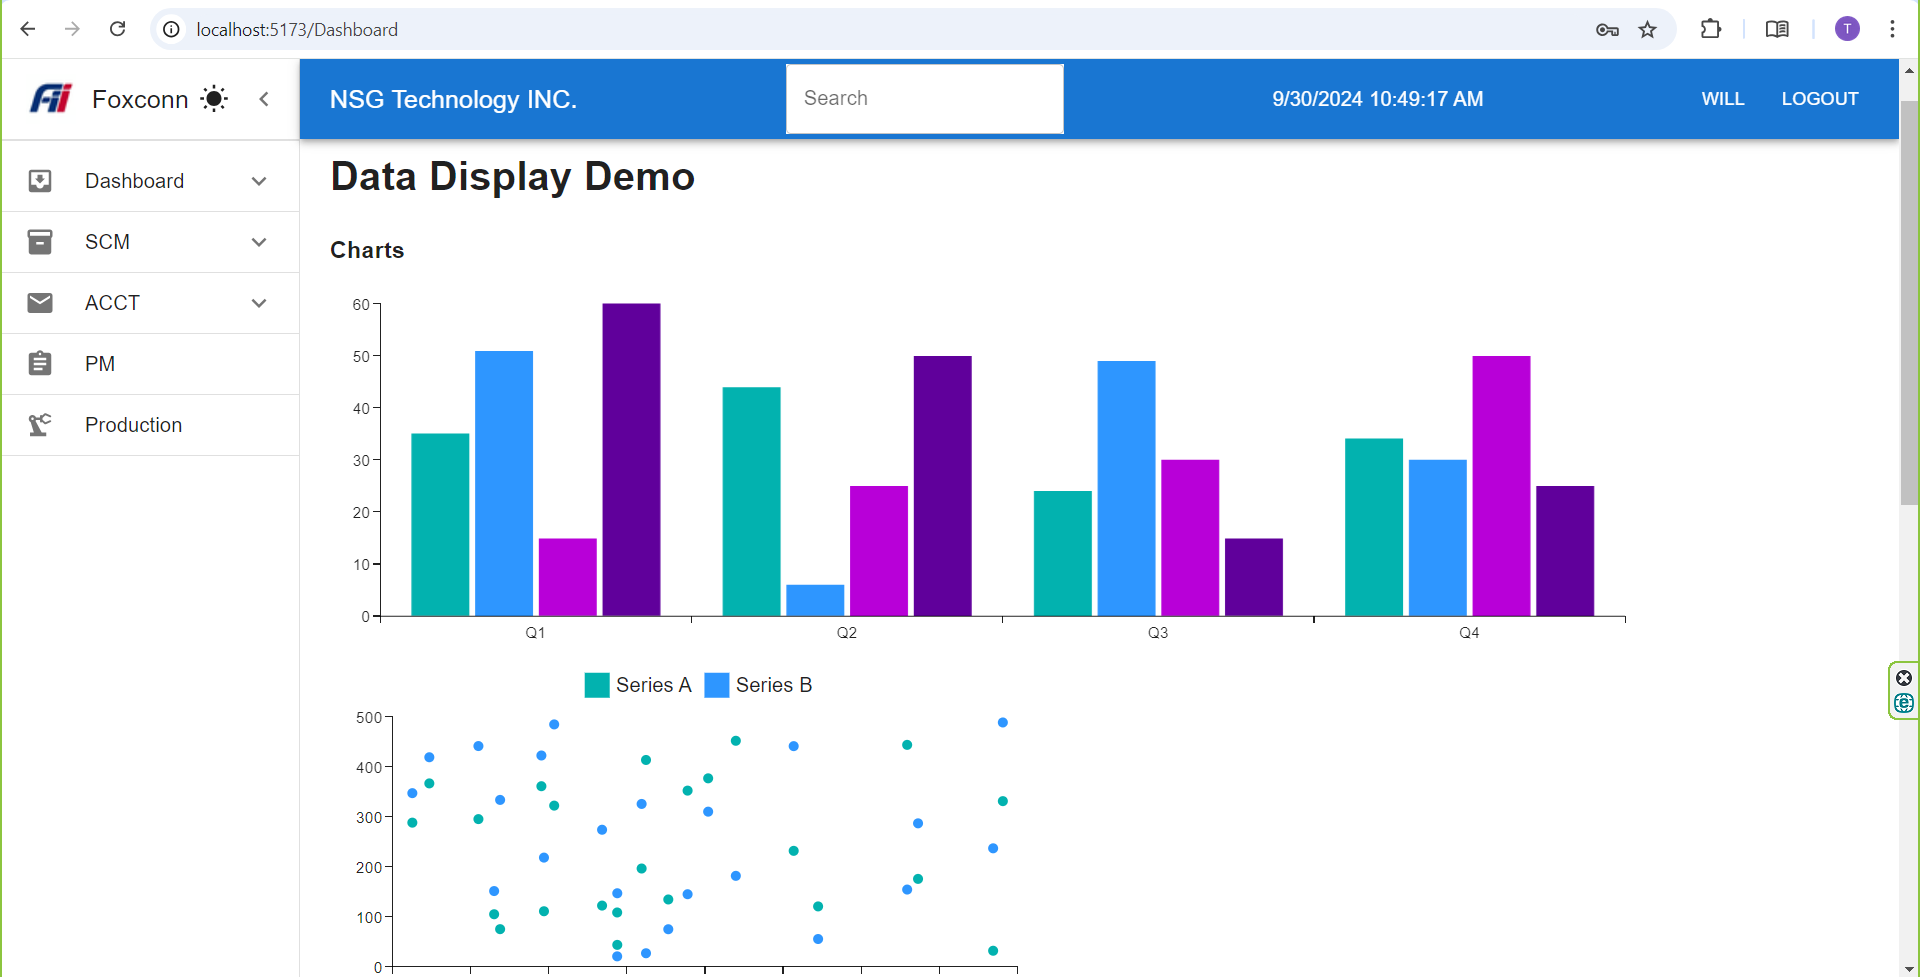 localhost:5173/Dashboard
T
Foxconn
NSG Technology INC.
Search
9/30/2024 10:49:17 AM
WILL
LOGOUT
Dashboard
SCM
ACCT
PM
Production
Data Display Demo
Charts
60
50
40
30
20
10
0
Q1 Q2 Q3 Q4
Series A Series B
500
400
300
200
100
0